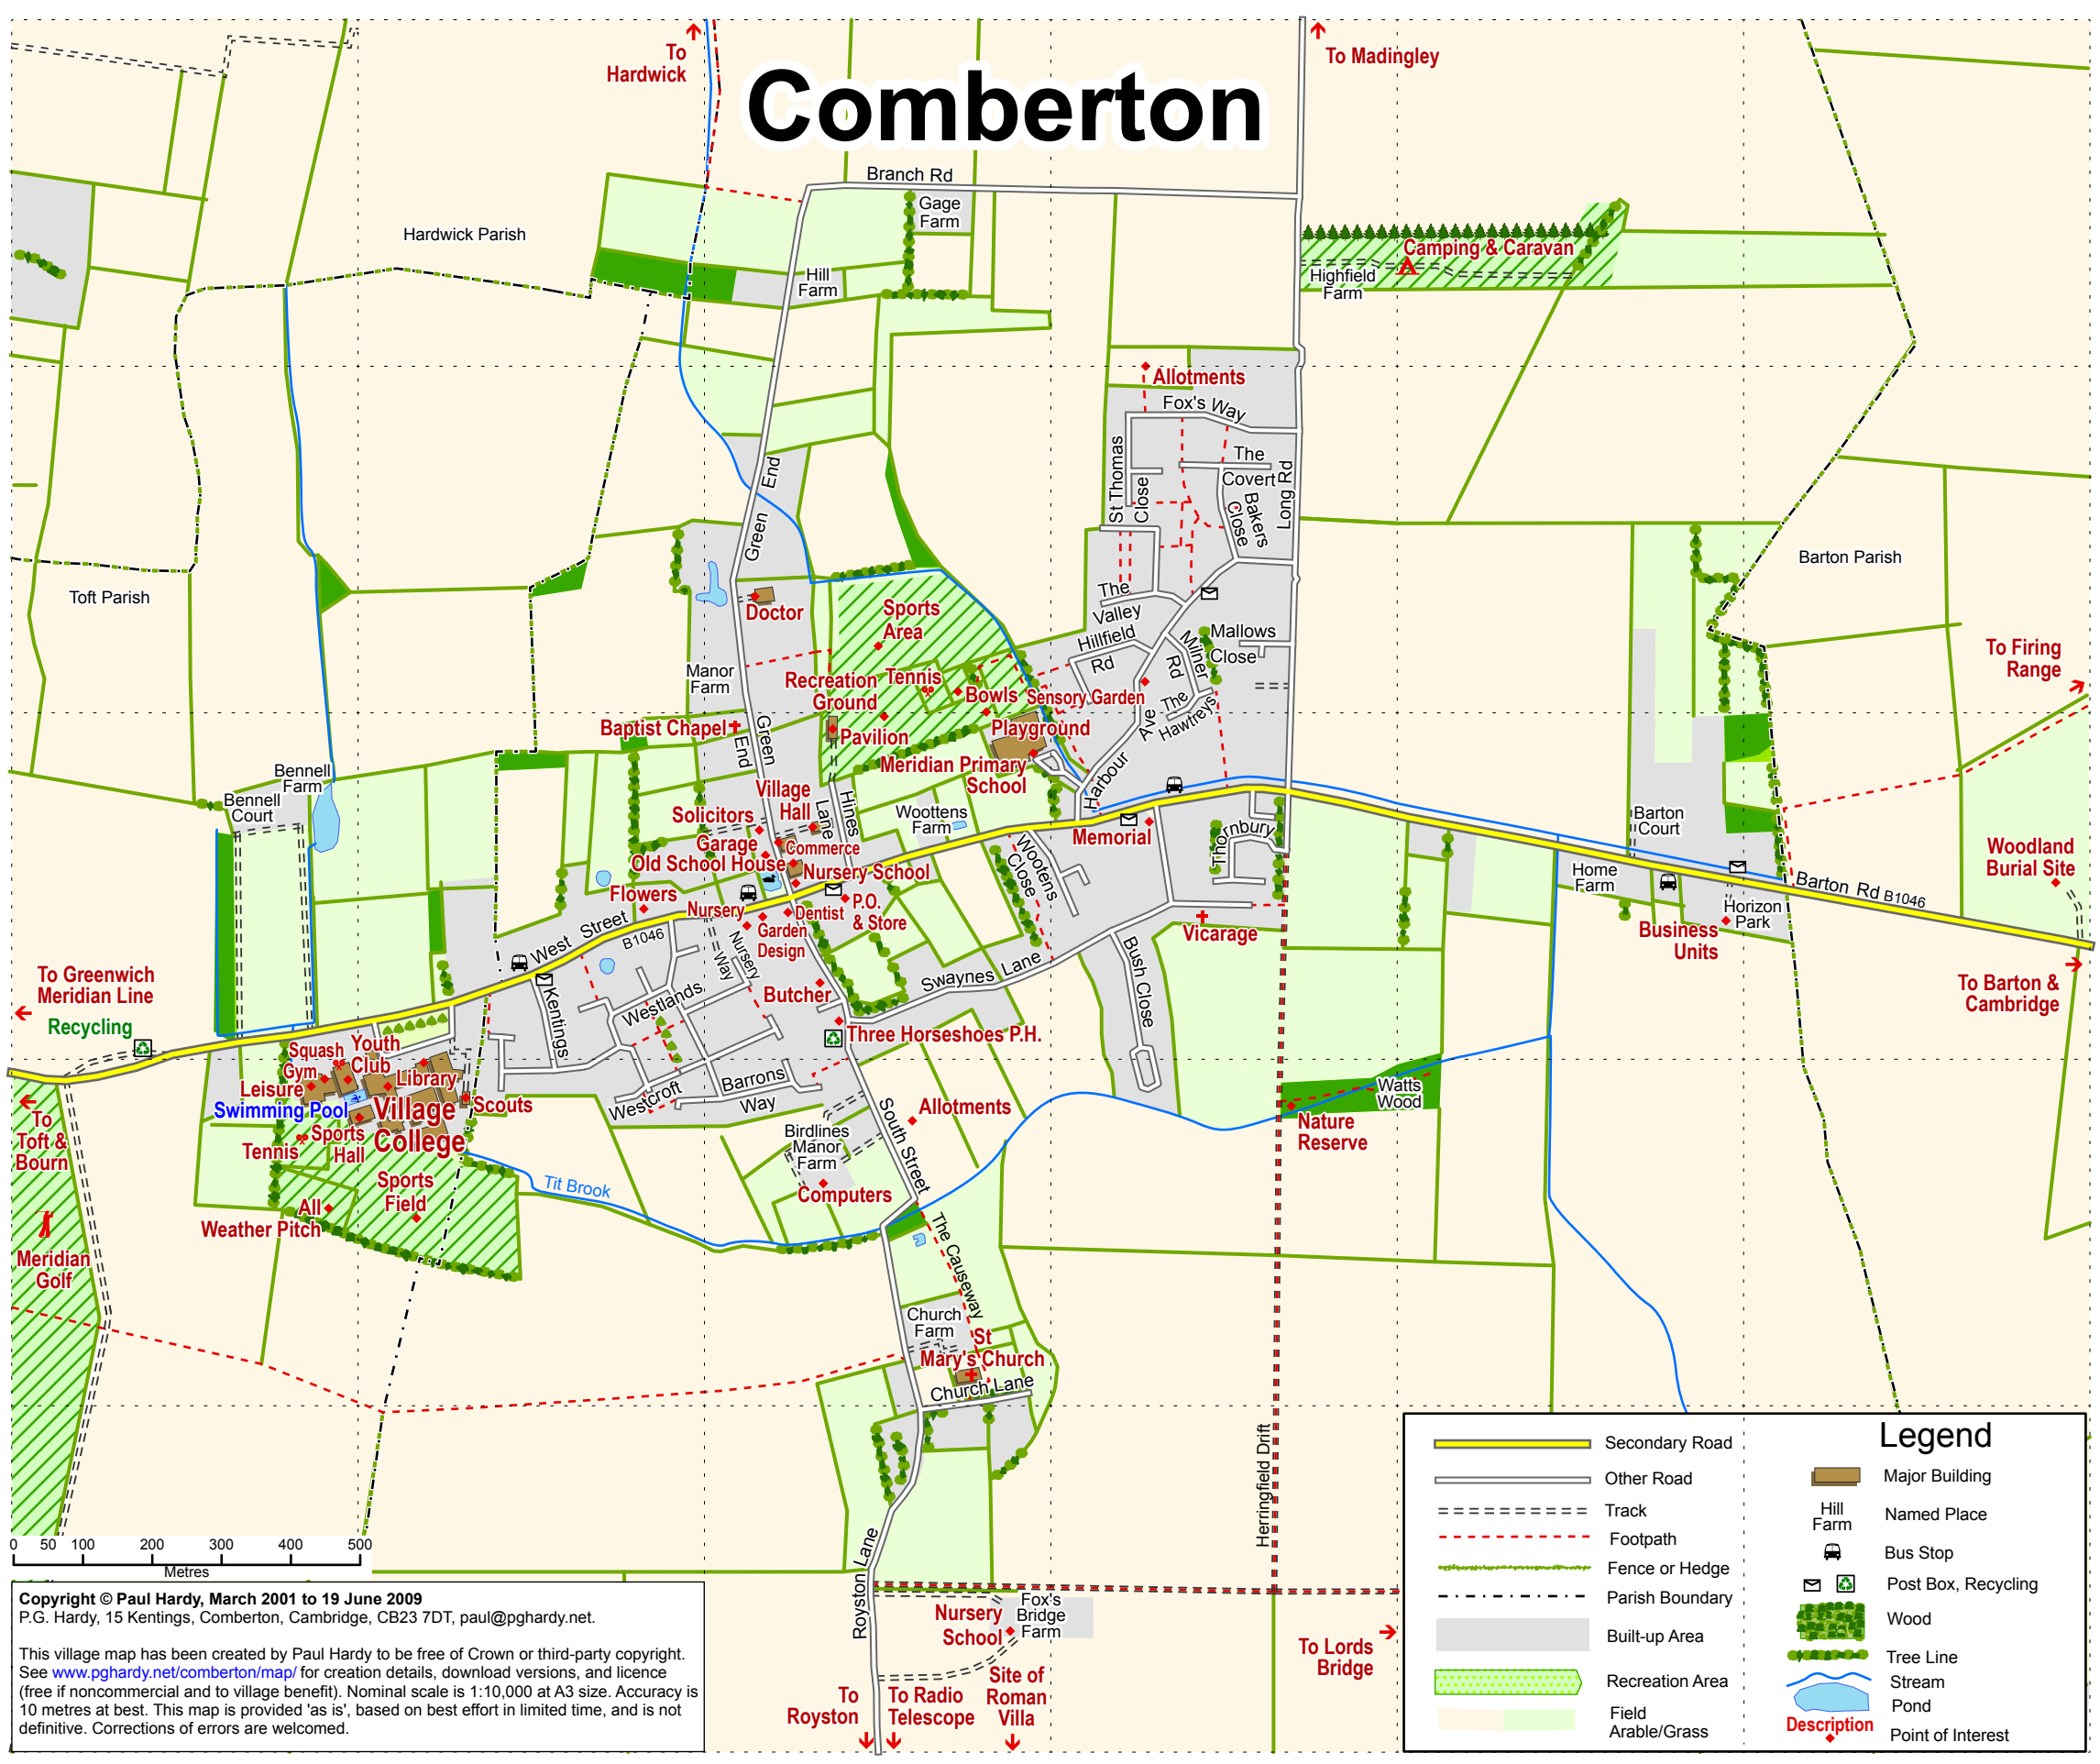 Comberton
To
Hardwick
To Madingley
Branch Rd
Gage
Farm
Hardwick Parish
Camping & Caravan
Highfield
Farm
Hill
Farm
Allotments
Fox's Way
St Thomas
Close
The
Covert
Bakers
Close
Long Rd
Green End
Barton Parish
Toft Parish
Doctor
The
Valley
Sports
Area
Hillfield
Rd
Milner
Rd
Mallows
Close
To Firing
Range
Manor
Farm
Recreation
Ground
Tennis
Bowls
Sensory Garden
The
Hawtreys
Baptist Chapel
Green
End
Pavilion
Playground
Harbour
Ave
Meridian Primary
School
Bennell
Farm
Bennell
Court
Village
Hall
Hines
Lane
Solicitors
Garage
Commerce
Old School House
Nursery School
Woottens
Farm
Memorial
Wootens
Close
Thornbury
Barton
Court
Woodland
Burial Site
Home
Farm
Barton Rd B1046
Horizon
Park
Business
Units
Flowers
Nursery
Dentist
P.O.
& Store
Garden
Design
West Street
B1046
Nursery
Way
Vicarage
Bush Close
Swaynes Lane
To Barton &
Cambridge
To Greenwich
Meridian Line
Recycling
Kentings
Westlands
Butcher
Three Horseshoes P.H.
Squash
Gym
Leisure
Youth
Club
Library
Swimming Pool
Village
College
Scouts
Westcroft
Barrons
Way
Watts
Wood
Nature
Reserve
To
Toft &
Bourn
Tennis
Sports
Hall
Sports
Field
All
Weather Pitch
Tit Brook
Birdlines
Manor
Farm
Computers
Allotments
South Street
Meridian
Golf
The Causeway
Church
Farm
St
Mary's Church
Church Lane
Herringfield Drift
Royston Lane
Nursery
School
Fox's
Bridge
Farm
To Lords
Bridge
To
Royston
To Radio
Telescope
Site of
Roman
Villa
0 50 100 200 300 400 500
Metres
Copyright © Paul Hardy, March 2001 to 19 June 2009
P.G. Hardy, 15 Kentings, Comberton, Cambridge, CB23 7DT, paul@pghardy.net.
This village map has been created by Paul Hardy to be free of Crown or third-party copyright.
See www.pghardy.net/comberton/map/ for creation details, download versions, and licence
(free if noncommercial and to village benefit). Nominal scale is 1:10,000 at A3 size. Accuracy is
10 metres at best. This map is provided 'as is', based on best effort in limited time, and is not
definitive. Corrections of errors are welcomed.
Legend
Secondary Road
Other Road
Track
Footpath
Fence or Hedge
Parish Boundary
Built-up Area
Recreation Area
Field
Arable/Grass
Major Building
Hill
Farm
Named Place
Bus Stop
Post Box, Recycling
Wood
Tree Line
Stream
Pond
Description
Point of Interest